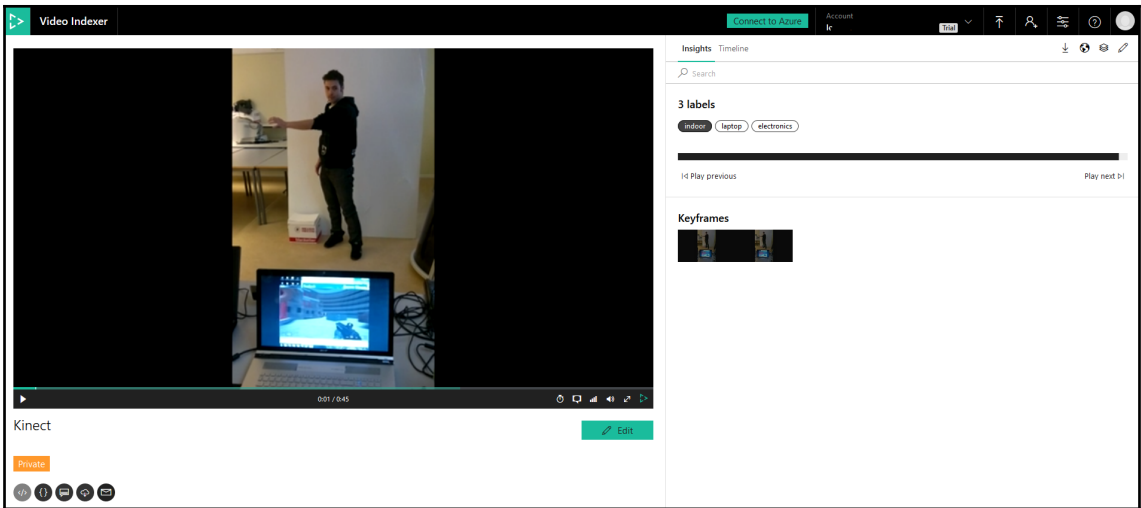 Video Indexer
Connect to Azure
Account
Trial
Insights Timeline
Search
3 labels
indoor laptop electronics
Play previous Play next
Keyframes
0:01 / 0:45
Kinect
Edit
Private